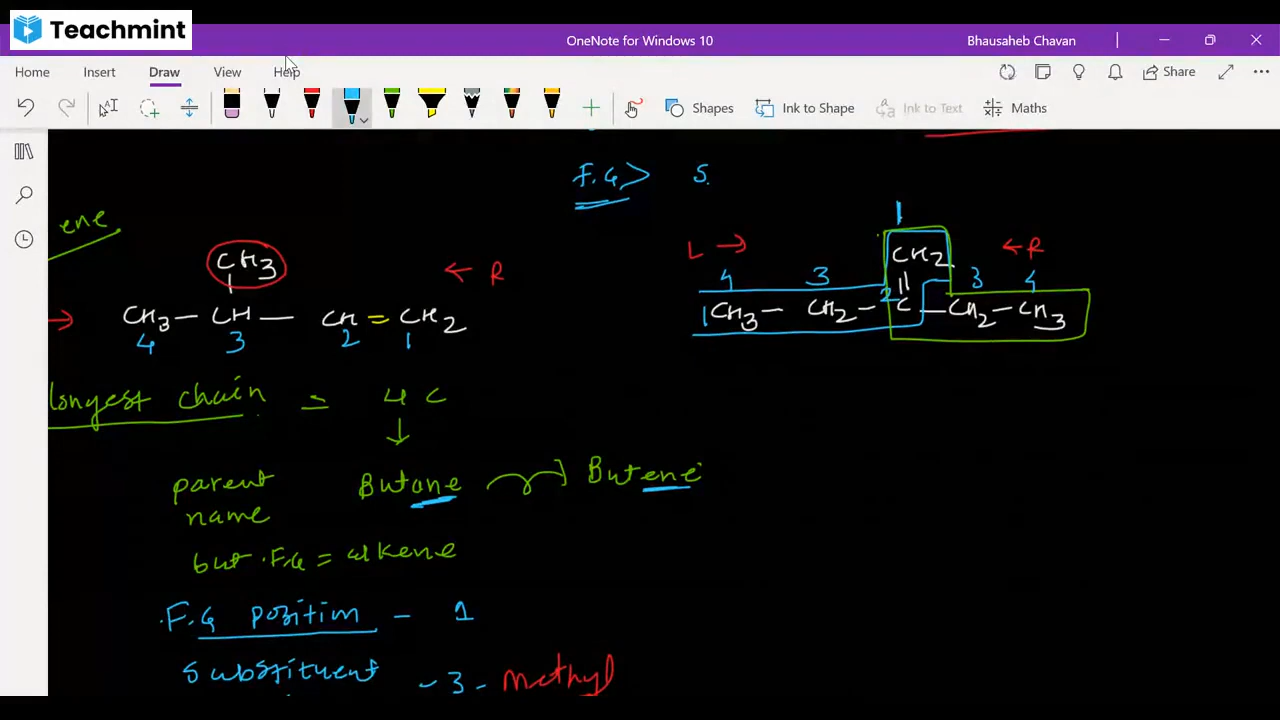 Teachmint
OneNote for Windows 10
Bhausaheb Chavan
Home Insert Draw View Help
Share
Shapes
Ink to Shape
Ink to Text
Maths
F.G > S.
ene
CH3
← R
→ CH3 – CH – CH = CH2
4 3 2 1
L →
← R
1
CH2
4 3 2 3 4
1CH3 – CH2 – C – CH2 – CH3
longest chain = 4 C
↓
parent name
Butane Butene
but .F.G = alkene
.F.G position – 1
Substituent – 3 - methyl